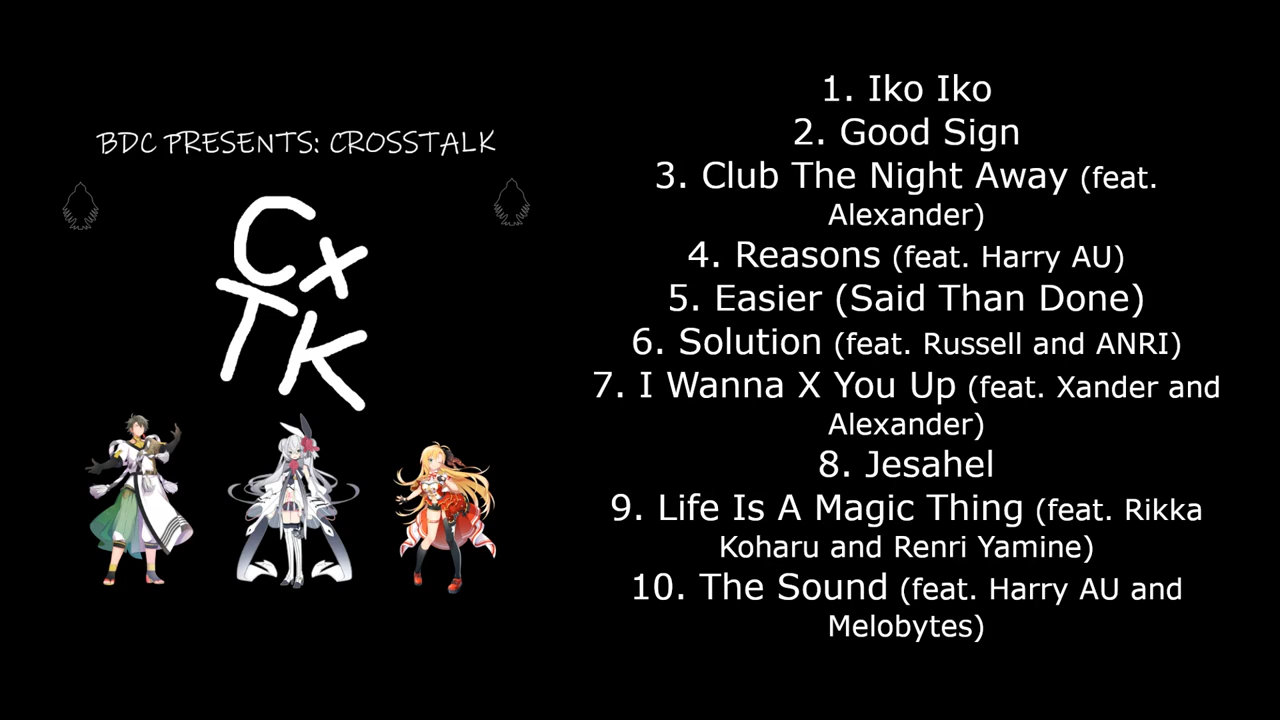 BDC PRESENTS: CROSSTALK
Cx
TK
1. Iko Iko
2. Good Sign
3. Club The Night Away (feat.
Alexander)
4. Reasons (feat. Harry AU)
5. Easier (Said Than Done)
6. Solution (feat. Russell and ANRI)
7. I Wanna X You Up (feat. Xander and
Alexander)
8. Jesahel
9. Life Is A Magic Thing (feat. Rikka
Koharu and Renri Yamine)
10. The Sound (feat. Harry AU and
Melobytes)